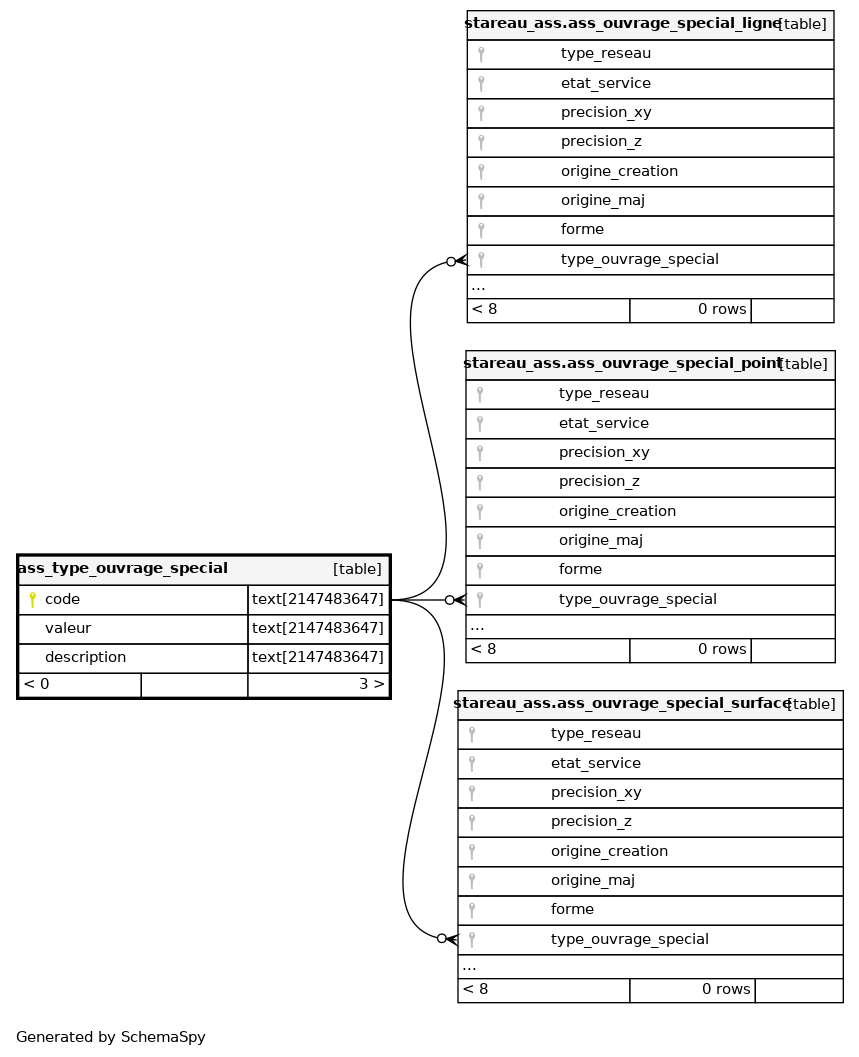 stareau_ass.ass_ouvrage_special_ligne [table]
type_reseau
etat_service
precision_xy
precision_z
origine_creation
origine_maj
forme
type_ouvrage_special
...
< 8 0 rows
stareau_ass.ass_ouvrage_special_point [table]
type_reseau
etat_service
precision_xy
precision_z
origine_creation
origine_maj
forme
type_ouvrage_special
...
< 8 0 rows
ass_type_ouvrage_special [table]
code text[2147483647]
valeur text[2147483647]
description text[2147483647]
< 0 3 >
stareau_ass.ass_ouvrage_special_surface [table]
type_reseau
etat_service
precision_xy
precision_z
origine_creation
origine_maj
forme
type_ouvrage_special
...
< 8 0 rows
Generated by SchemaSpy